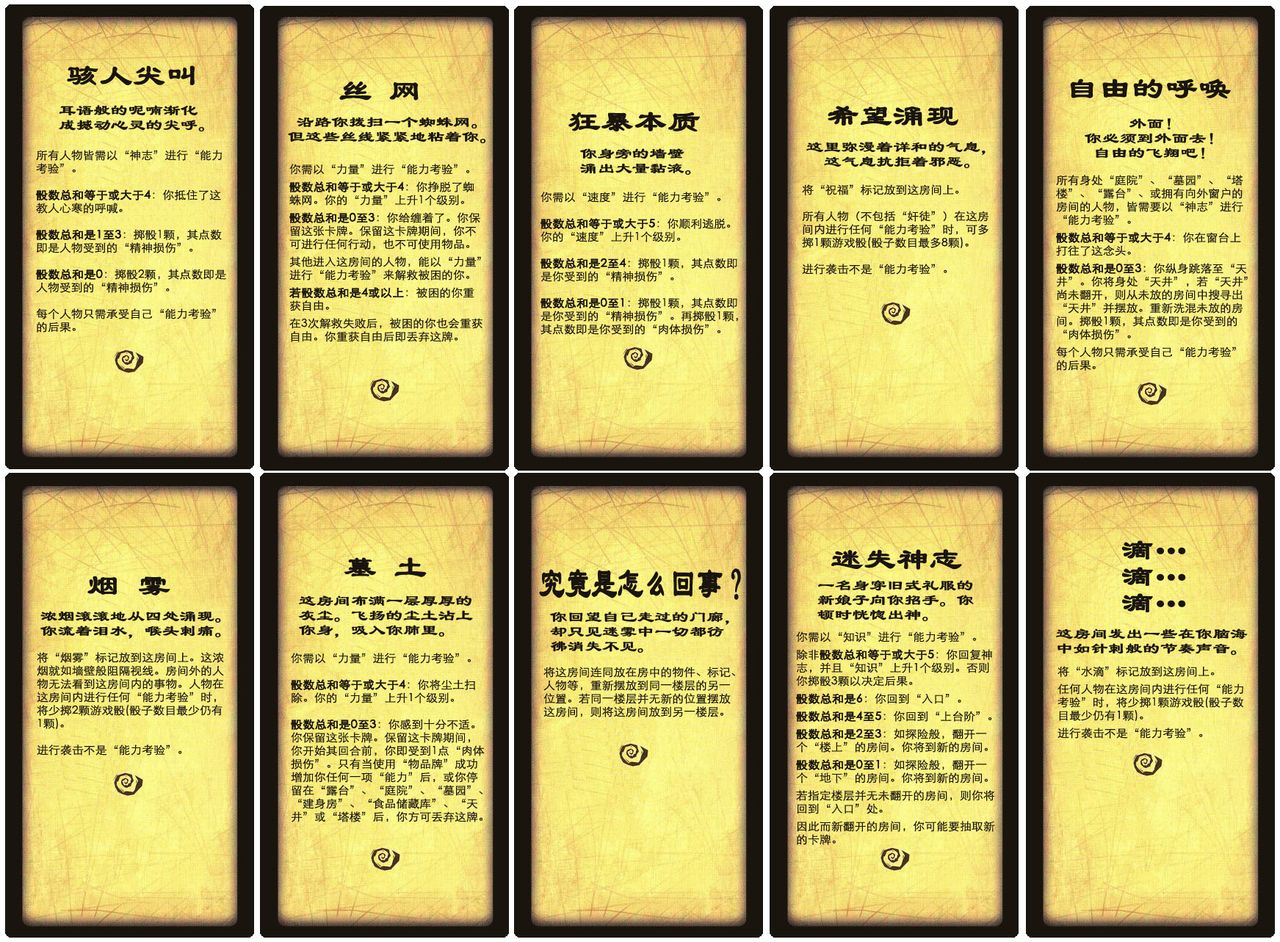 骇人尖叫
耳语般的呢喃渐化
成撼动心灵的尖呼。
所有人物皆需以“神志”进行“能力
考验”。
骰数总和等于或大于4：你抵住了这
教人心寒的呼喊。
骰数总和是1至3：掷骰1颗，其点数
即是人物受到的“精神损伤”。
骰数总和是0：掷骰2颗，其点数即是
人物受到的“精神损伤”。
每个人物只需承受自己“能力考验”
的后果。
丝 网
沿路你拨扫一个蜘蛛网。
但这些丝线紧紧地粘着你。
你需以“力量”进行“能力考验”。
骰数总和等于或大于4：你挣脱了蜘
蛛网。你的“力量”上升1个级别。
骰数总和是0至3：你给缠着了。你保
留这张卡牌。保留这卡牌期间，你不
可进行任何行动，也不可使用物品。
其他进入这房间的人物，能以“力量”
进行“能力考验”来解救被困的你。
若骰数总和是4或以上：被困的你重
获自由。
在3次解救失败后，被困的你也会重获
自由。你重获自由后即丢弃这牌。
狂暴本质
你身旁的墙壁
涌出大量黏液。
你需以“速度”进行“能力考验”。
骰数总和等于或大于5：你顺利逃脱。
你的“速度”上升1个级别。
骰数总和是2至4：掷骰1颗，其点数即
是你受到的“精神损伤”。
骰数总和是0至1：掷骰1颗，其点数即
是你受到的“精神损伤”。再掷骰1颗，
其点数即是你受到的“肉体损伤”。
希望涌现
这里弥漫着详和的气息，
这气息抗拒着邪恶。
将“祝福”标记放到这房间上。
所有人物（不包括“奸徒”）在这房
间内进行任何“能力考验”时，可多
掷1颗游戏骰(骰子数目最多8颗)。
进行袭击不是“能力考验”。
自由的呼唤
外面！
你必须到外面去！
自由的飞翔吧！
所有身处“庭院”、“墓园”、“塔
楼”、“露台”、或拥有向外窗户的
房间的人物，皆需要以“神志”进行
“能力考验”。
骰数总和等于或大于4：你在窗台上
打往了这念头。
骰数总和是0至3：你纵身跳落至“天
井”。你将身处“天井”，若“天井”
尚未翻开，则从未放的房间中搜寻出
“天井”并摆放。重新洗混未放的房
间。掷骰1颗，其点数即是你受到的
“肉体损伤”。
每个人物只需承受自己“能力考验”
的后果。
烟 雾
浓烟滚滚地从四处涌现。
你流着泪水，喉头刺痛。
将“烟雾”标记放到这房间上。这浓
烟就如墙壁般阻隔视线。房间外的人
物无法看到这房间内的事物。人物在
这房间内进行任何“能力考验”时，
将少掷2颗游戏骰(骰子数目最少仍有
1颗)。
进行袭击不是“能力考验”。
墓 土
这房间布满一层厚厚的
灰尘。飞扬的尘土沾上
你身，吸入你肺里。
你需以“力量”进行“能力考验”。
骰数总和等于或大于4：你将尘土扫
除。你的“力量”上升1个级别。
骰数总和是0至3：你感到十分不适。
你保留这张卡牌。保留这卡牌期间，
你开始其回合前，你即受到1点“肉体
损伤”。只有当使用“物品牌”成功
增加你任何一项“能力”后，或你停
留在“露台”、“庭院”、“墓园”、
“建身房”、“食品储藏库”、“天
井”或“塔楼”后，你方可丢弃这牌。
究竟是怎么回事？
你回望自己走过的门廊，
却只见迷雾中一切都彷
彿消失不见。
将这房间连同放在房中的物件、标记、
人物等，重新摆放到同一楼层的另一
位置。若同一楼层并无新的位置摆放
这房间，则将这房间放到另一楼层。
迷失神志
一名身穿旧式礼服的
新娘子向你招手。你
顿时恍惚出神。
你需以“知识”进行“能力考验”。
除非骰数总和等于或大于5：你回复神
志，并且“知识”上升1个级别。否则
你掷骰3颗以决定后果。
骰数总和是6：你回到“入口”。
骰数总和是4至5：你回到“上台阶”。
骰数总和是2至3：如探险般，翻开一
个“楼上”的房间。你将到新的房间。
骰数总和是0至1：如探险般，翻开一
个“地下”的房间。你将到新的房间。
若指定楼层并无未翻开的房间，则你将
回到“入口”处。
因此而新翻开的房间，你可能要抽取新
的卡牌。
滴…
滴…
滴…
这房间发出一些在你脑海
中如针刺般的节奏声音。
将“水滴”标记放到这房间上。
任何人物在这房间内进行任何“能力
考验”时，将少掷1颗游戏骰(骰子数
目最少仍有1颗)。
进行袭击不是“能力考验”。